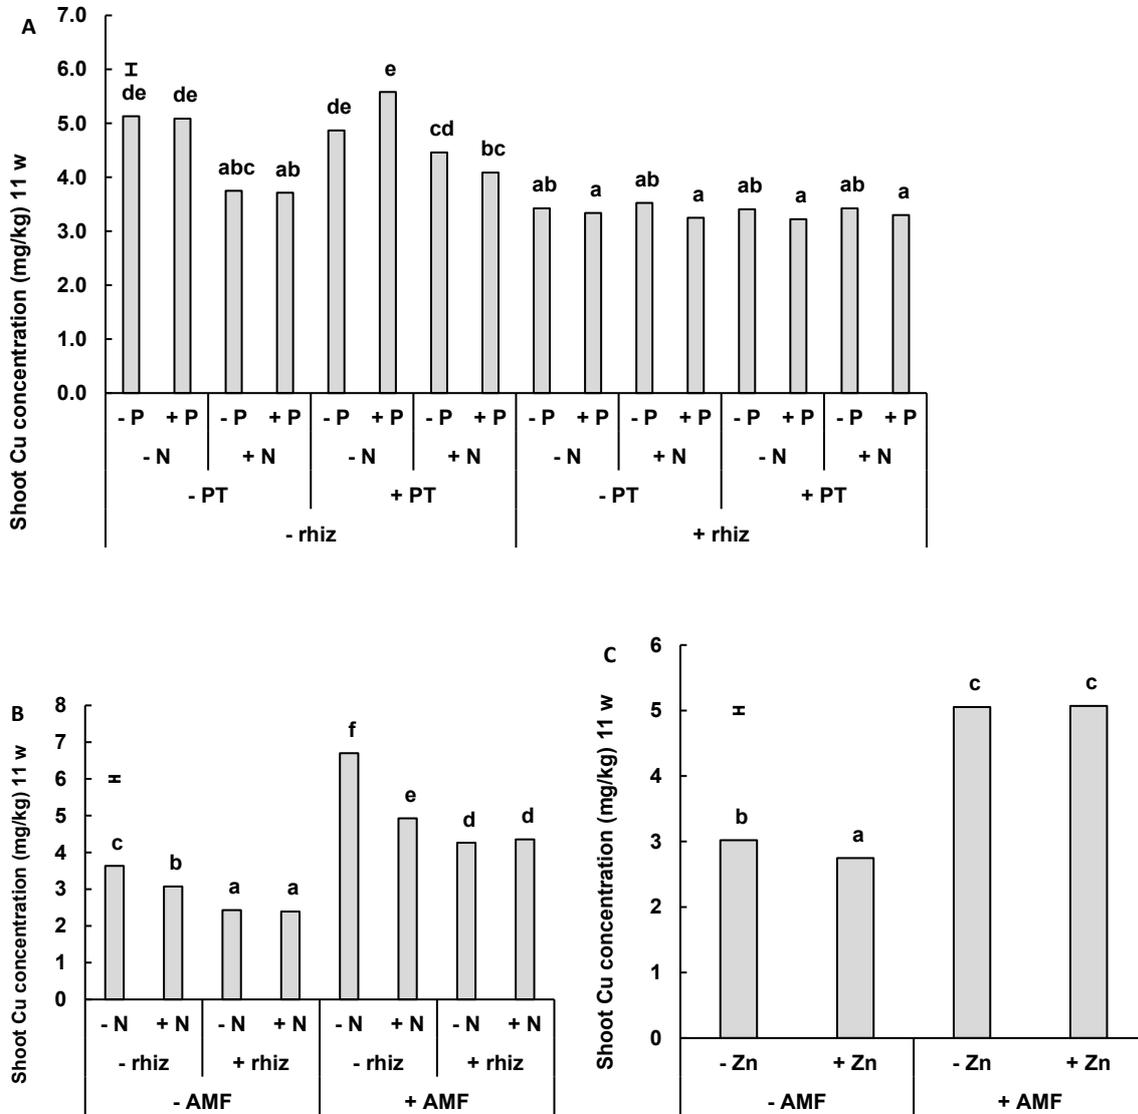 A
Shoot Cu concentration (mg/kg) 11 w
7.0
6.0
5.0
4.0
3.0
2.0
1.0
0.0
de de abc ab de e cd bc ab a ab a ab a ab a
- P + P - P + P - P + P - P + P - P + P - P + P - P + P - P + P
- N + N - N + N - N + N - N + N
- PT + PT - PT + PT
- rhiz + rhiz
B
Shoot Cu concentration (mg/kg) 11 w
8
7
6
5
4
3
2
1
0
c b a a f e d d
- N + N - N + N - N + N - N + N
- rhiz + rhiz - rhiz + rhiz
- AMF + AMF
C
Shoot Cu concentration (mg/kg) 11 w
6
5
4
3
2
1
0
b a c c
- Zn + Zn - Zn + Zn
- AMF + AMF